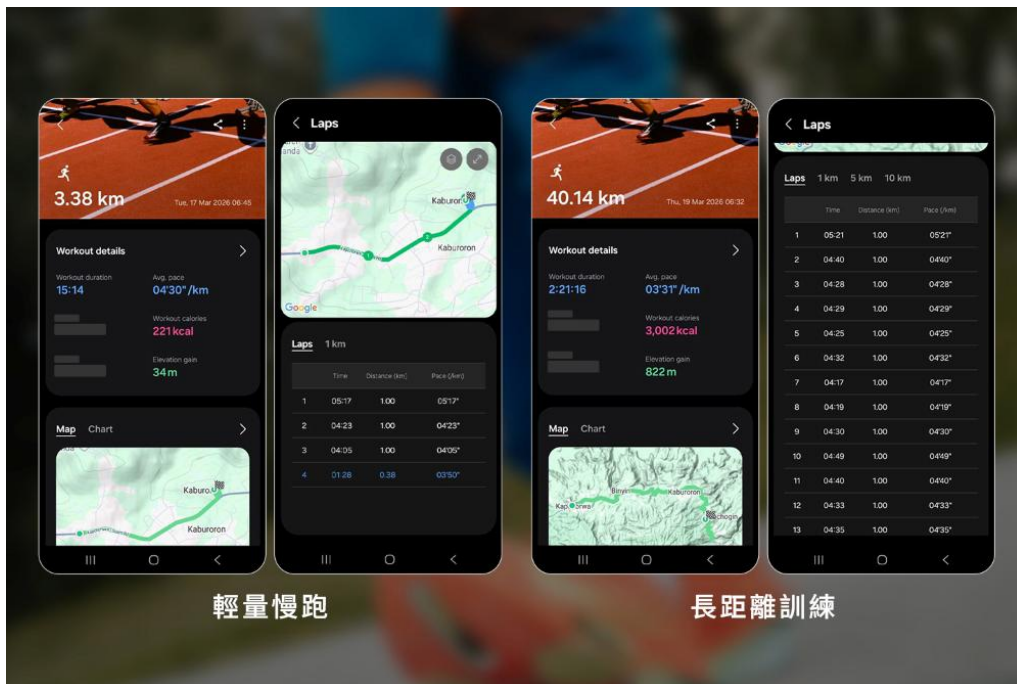 3.38 km
Tue, 17 Mar 2026 06:45
Workout details
Workout duration
Avg. pace
15:14
04'30" /km
Workout calories
221 kcal
Elevation gain
34 m
Map
Chart
Kaburoron
Laps
Kaburoron
Google
Laps
1 km
Time
Distance (km)
Pace (/km)
1 05:17 1.00 05'17"
2 04:23 1.00 04'23"
3 04:05 1.00 04'05"
4 01:28 0.38 03'50"
輕量慢跑
40.14 km
Thu, 19 Mar 2026 06:32
Workout details
Workout duration
Avg. pace
2:21:16
03'31" /km
Workout calories
3,002 kcal
Elevation gain
822 m
Map
Chart
Kaburoron
Laps
Laps
1 km
5 km
10 km
Time
Distance (km)
Pace (/km)
1 05:21 1.00 05'21"
2 04:40 1.00 04'40"
3 04:28 1.00 04'28"
4 04:29 1.00 04'29"
5 04:25 1.00 04'25"
6 04:32 1.00 04'32"
7 04:17 1.00 04'17"
8 04:19 1.00 04'19"
9 04:30 1.00 04'30"
10 04:49 1.00 04'49"
11 04:40 1.00 04'40"
12 04:33 1.00 04'33"
13 04:35 1.00 04'35"
長距離訓練